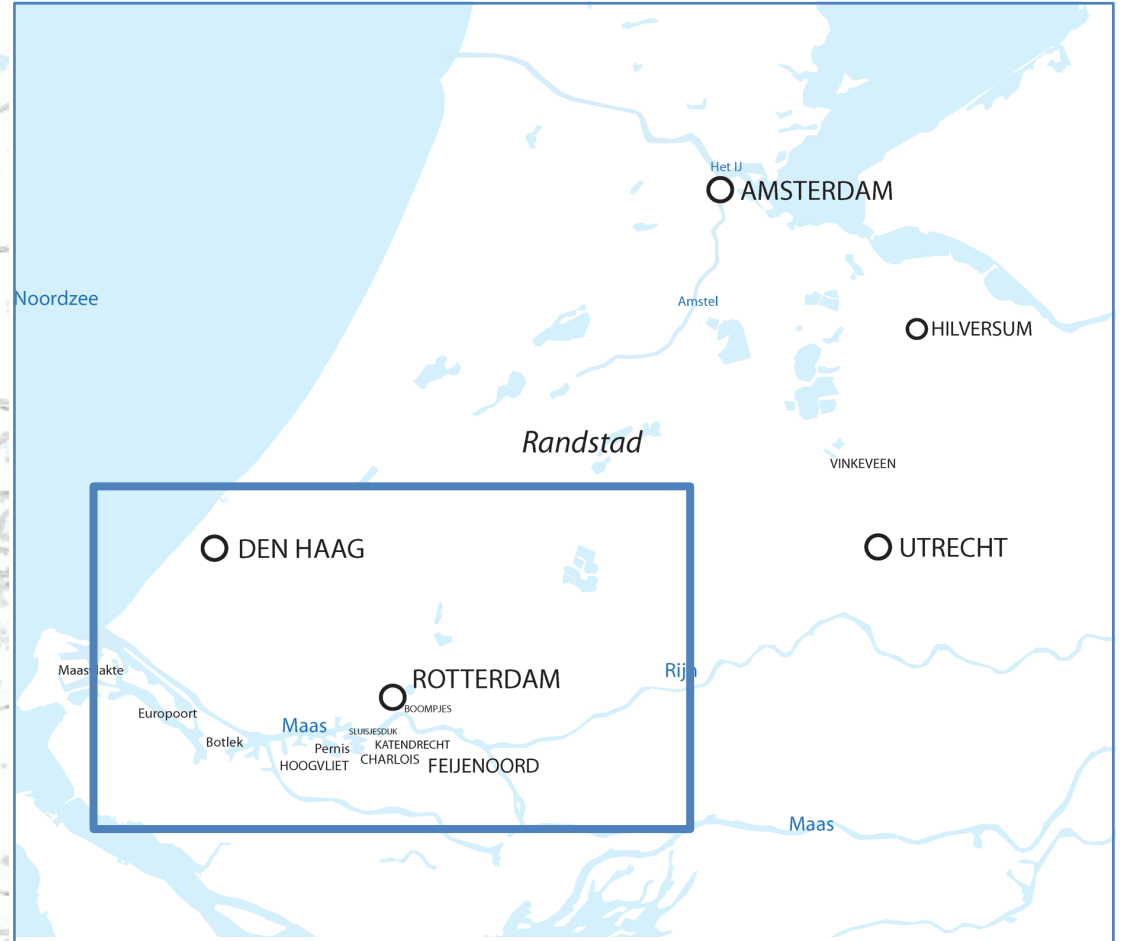 Het IJ
AMSTERDAM
Noordzee
Amstel
HILVERSUM
Randstad
VINKEVEEN
DEN HAAG
UTRECHT
Maasvlakte
Rijn
ROTTERDAM
BOOMPJES
Europoort
Maas
SLUISJESDIJK
Botlek
Pernis
KATENDRECHT
HOOGVLIET
CHARLOIS
FEIJENOORD
Maas